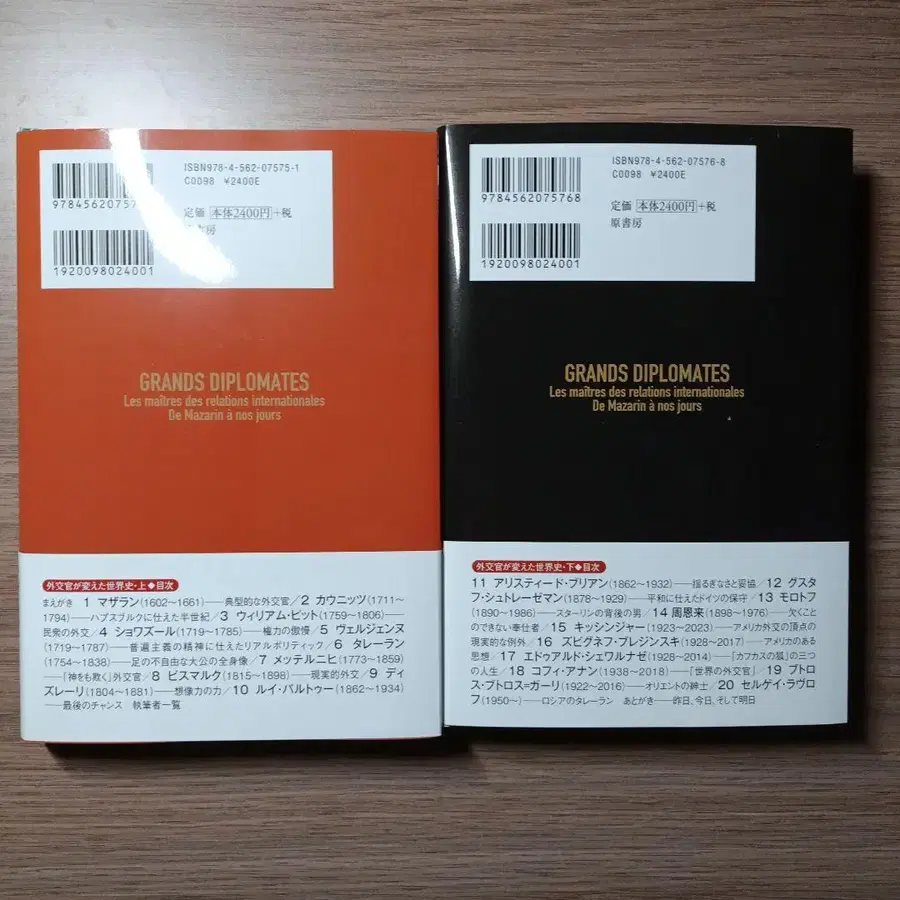 ISBN978-4-562-07575-1
C0098 ¥2400E
97845620757
定価 本体2400円+税
原書房
1920098024001
GRANDS DIPLOMATES
Les maîtres des relations internationales
De Mazarin à nos jours
外交官が変えた世界史・上◆目次
まえがき 1 マザラン(1602〜1661)──典型的な外交官/2 カウニッツ(1711〜
1794)──ハプスブルクに仕えた半世紀/3 ウィリアム・ピット(1759〜1806)──
民衆の外交/4 ショワズール(1719〜1785)──権力の傲慢/5 ヴェルジェンヌ
(1719〜1787)──普遍主義の精神に仕えたリアルポリティック/6 タレーラン
(1754〜1838)──足の不自由な大公の全身像/7 メッテルニヒ(1773〜1859)
──「神をも欺く」外交官/8 ビスマルク(1815〜1898)──現実的外交/9 ディ
ズレーリ(1804〜1881)──想像力の力/10 ルイ・バルトゥー(1862〜1934)
──最後のチャンス 執筆者一覧
ISBN978-4-562-07576-8
C0098 ¥2400E
9784562075768
定価 本体2400円+税
原書房
1920098024001
GRANDS DIPLOMATES
Les maîtres des relations internationales
De Mazarin à nos jours
外交官が変えた世界史・下◆目次
11 アリスティード・ブリアン(1862〜1932)──揺るぎなさと妥協/12 グスタ
フ・シュトレーゼマン(1878〜1929)──平和に仕えたドイツの保守/13 モロトフ
(1890〜1986)──スターリンの背後の男/14 周恩来(1898〜1976)──欠くこと
のできない奉仕者/15 キッシンジャー(1923〜2023)──アメリカ外交の頂点の
現実的な例外/16 ズビグネフ・ブレジンスキ(1928〜2017)──アメリカのある
思想/17 エドゥアルド・シェワルナゼ(1928〜2014)──「カフカスの狐」の三つ
の人生/18 コフィ・アナン(1938〜2018)──「世界の外交官」/19 ブトロ
ス・ブトロス=ガーリ(1922〜2016)──オリエントの紳士/20 セルゲイ・ラヴロ
フ(1950〜)──ロシアのタレーラン あとがき──昨日、今日、そして明日